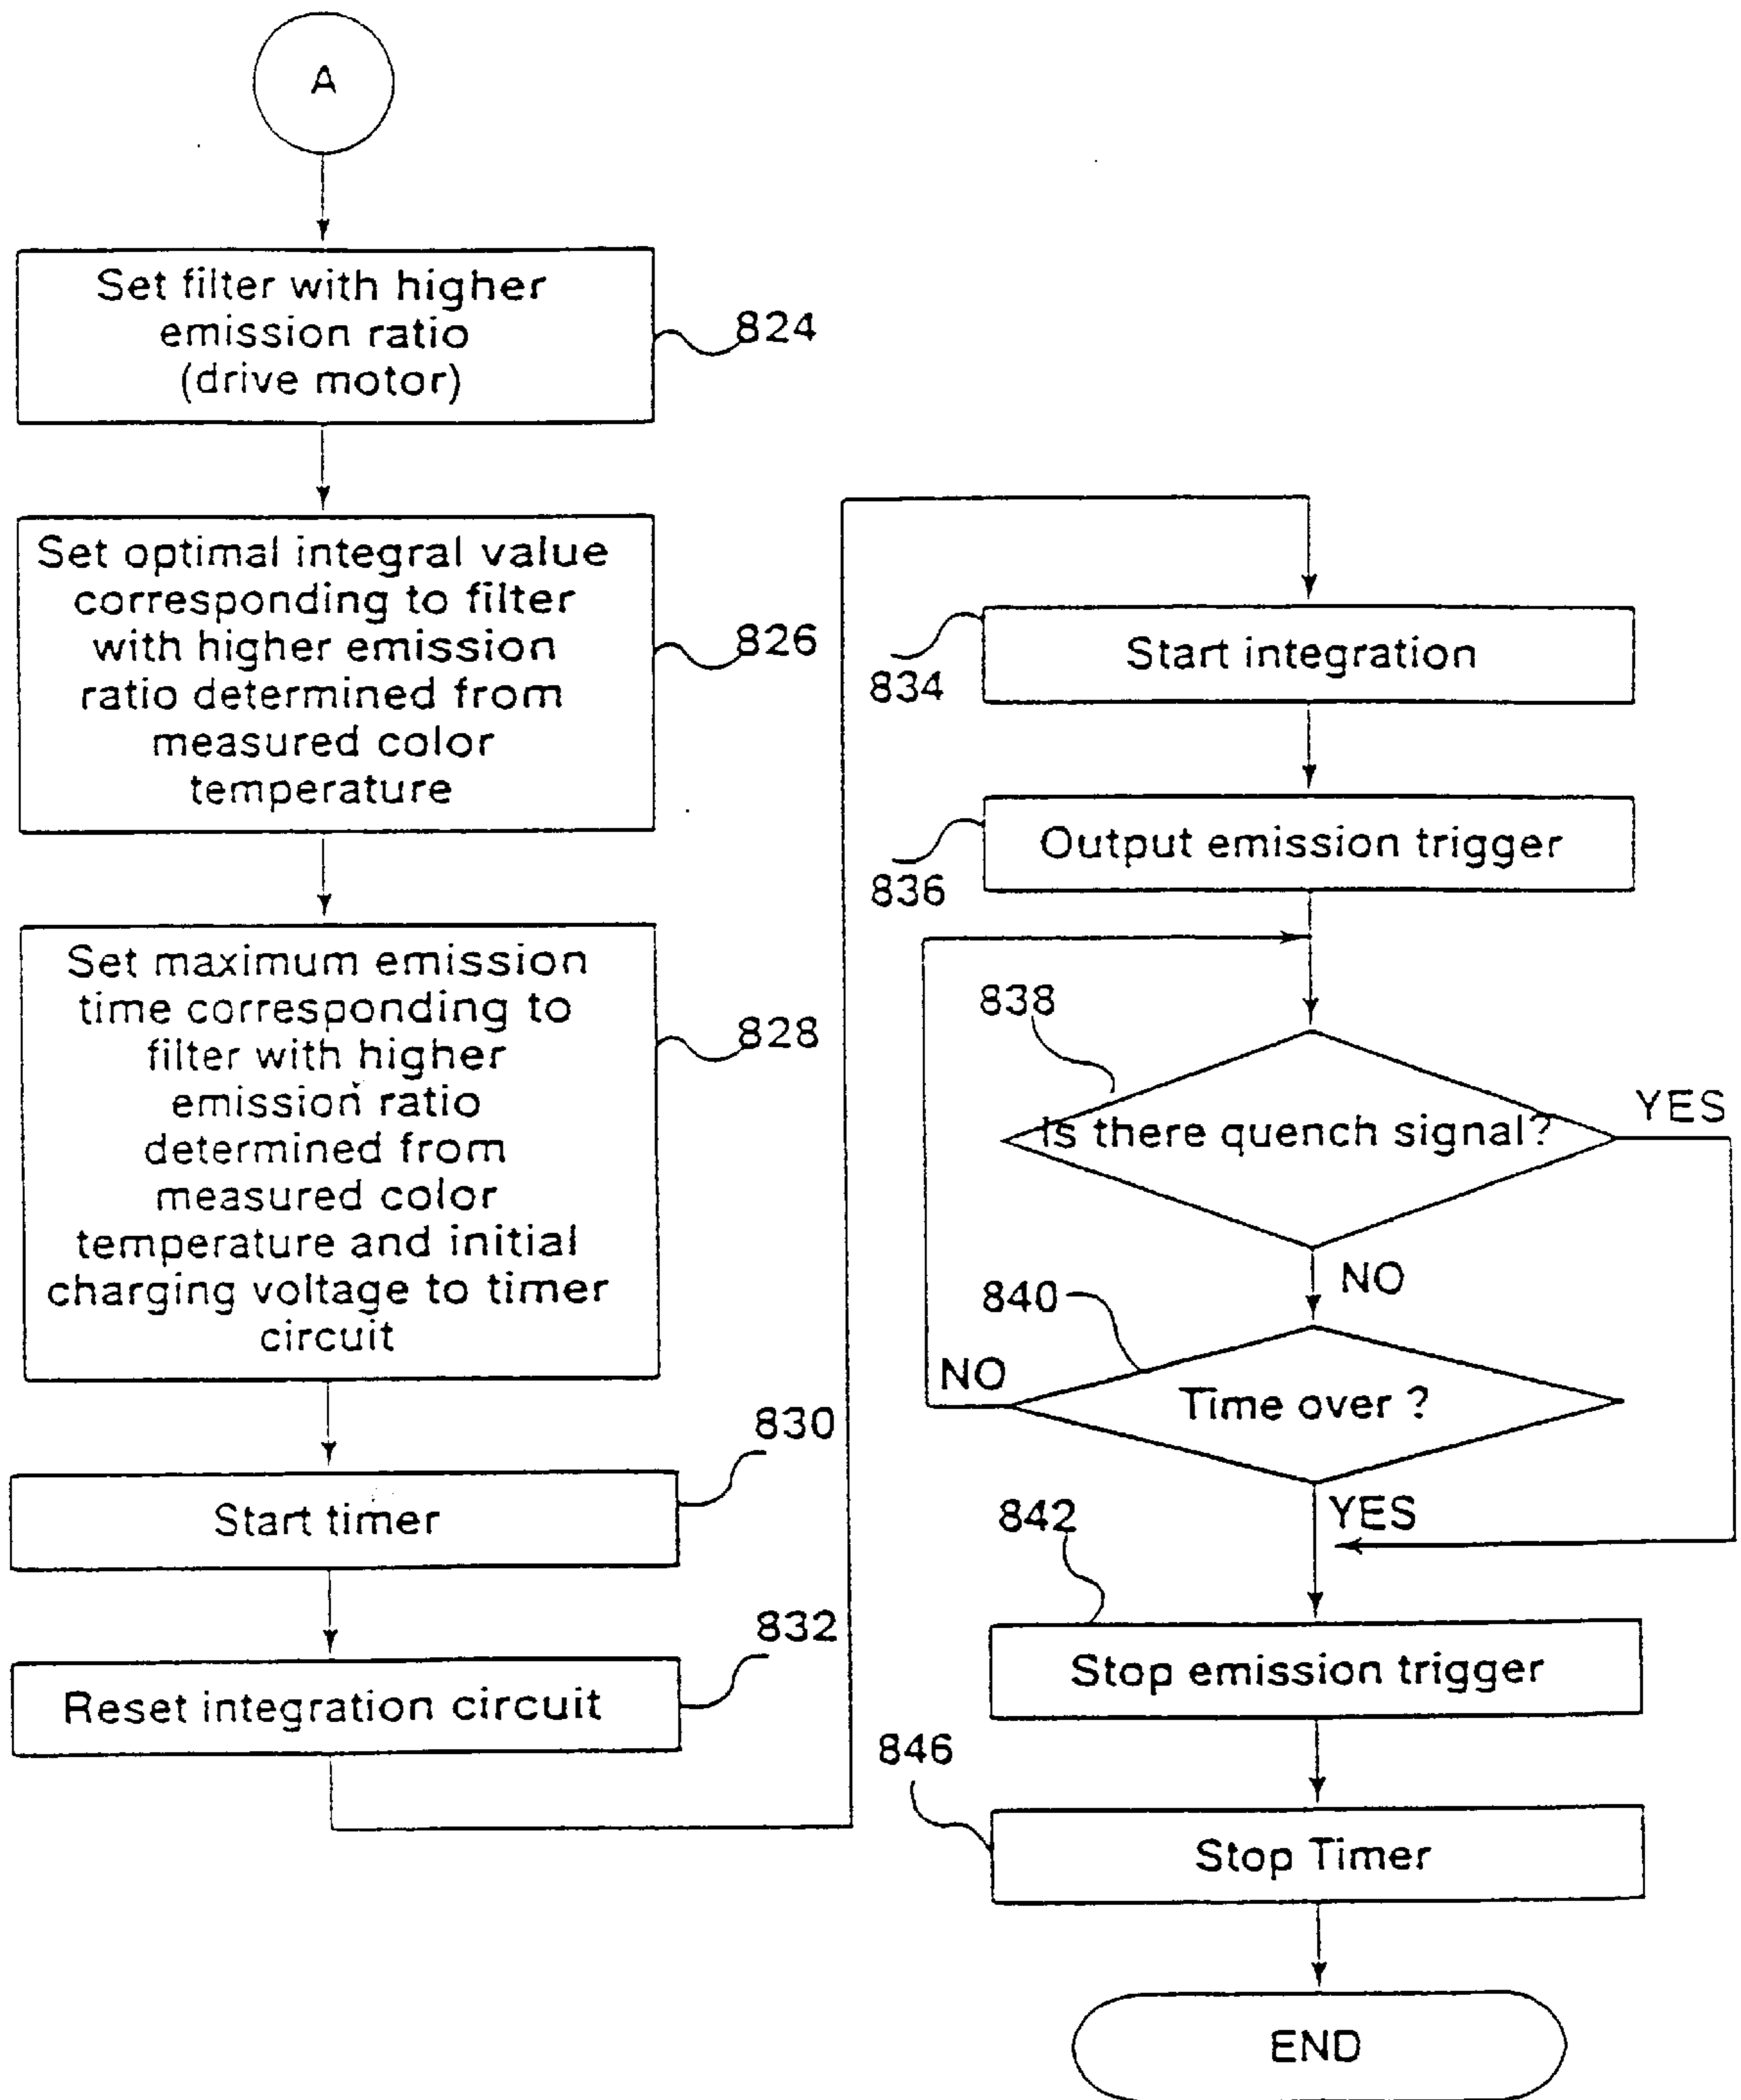 A
Set filter with higher
emission ratio
(drive motor)
824
Set optimal integral value
corresponding to filter
with higher emission
ratio determined from
measured color
temperature
826
Set maximum emission
time corresponding to
filter with higher
emission ratio
determined from
measured color
temperature and initial
charging voltage to timer
circuit
828
830
Start timer
832
Reset integration circuit
Start integration
834
Output emission trigger
836
838
Is there quench signal?
YES
NO
840
NO
Time over ?
YES
842
Stop emission trigger
846
Stop Timer
END